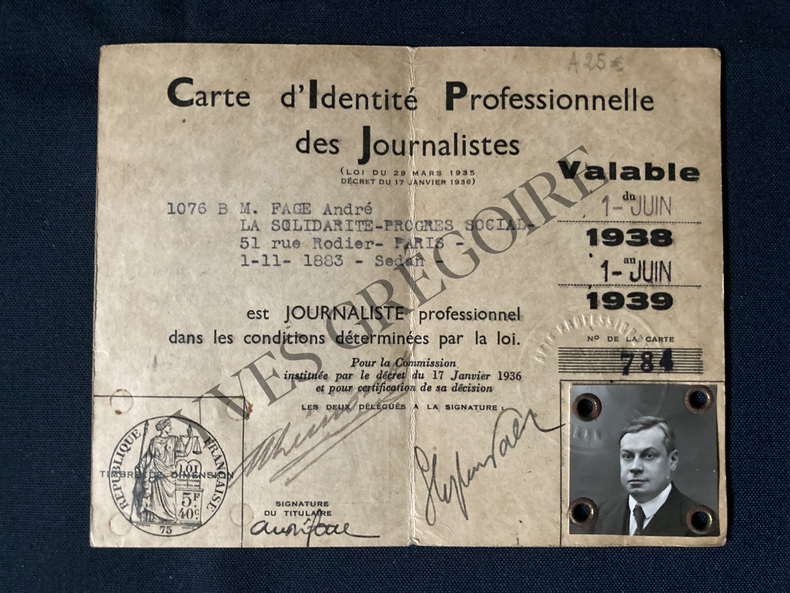 A 25€
Carte d'Identité Professionnelle
des Journalistes
(LOI DU 29 MARS 1935
DÉCRET DU 17 JANVIER 1936)
Valable
du
1- JUIN
1938
au
1- JUIN
1939
1076 B M. FAGE André
LA SOLIDARITE-PROGRES SOCIAL-
51 rue Rodier- PARIS -
1-11- 1883 - Sedan -
est JOURNALISTE professionnel
dans les conditions déterminées par la loi.
Nº DE LA CARTE
784
Pour la Commission
instituée par le décret du 17 Janvier 1936
et pour certification de sa décision
LES DEUX DÉLÉGUÉS A LA SIGNATURE :
RÉPUBLIQUE FRANÇAISE
TIMBRE DE DIMENSION
LOI
5F
40c
75
SIGNATURE
DU TITULAIRE
YVES GREGOIRE